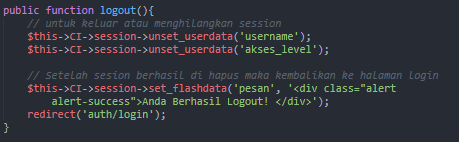 public function logout(){
// untuk keluar atau menghilangkan session
$this->CI->session->unset_userdata('username');
$this->CI->session->unset_userdata('akses_level');
// Setelah sesion berhasil di hapus maka kembalikan ke halaman login
$this->CI->session->set_flashdata('pesan', '<div class="alert
alert-success">Anda Berhasil Logout! </div>');
redirect('auth/login');
}